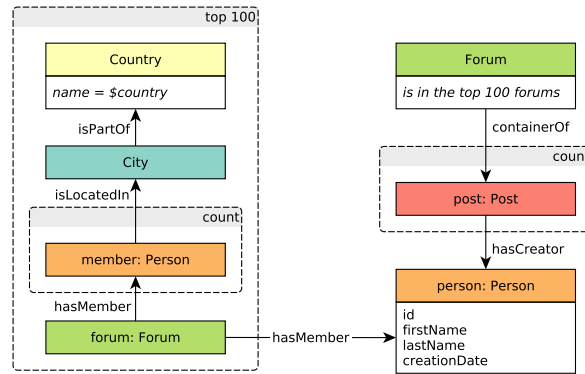 top 100
Country
name = $country
isPartOf
City
isLocatedIn
count
member: Person
hasMember
forum: Forum
hasMember
Forum
is in the top 100 forums
containerOf
coun
post: Post
hasCreator
person: Person
id
firstName
lastName
creationDate